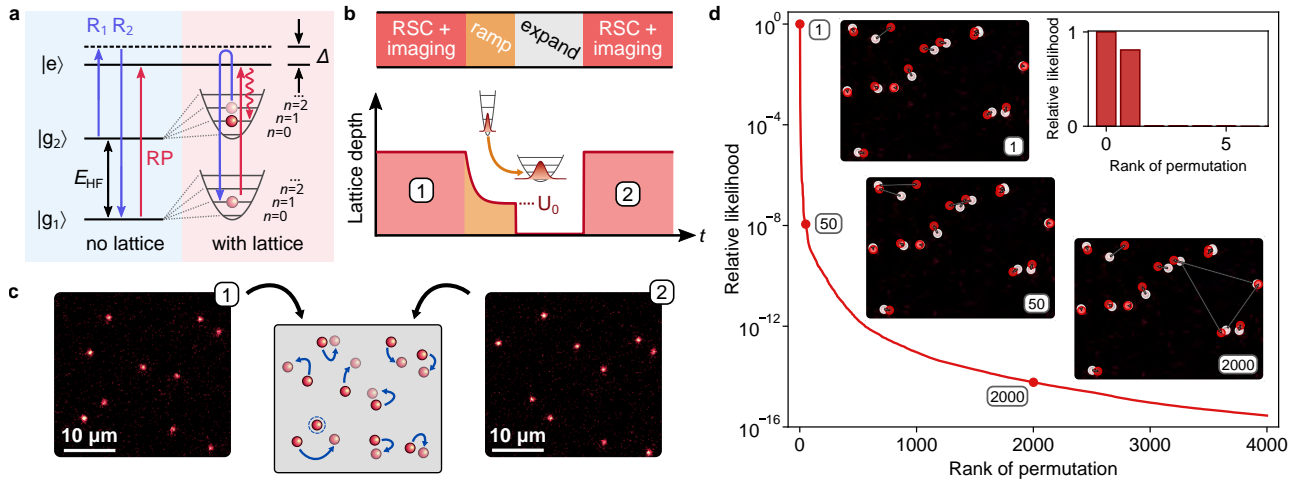 a
R₁ R₂
|e⟩
Δ
...
n=2
n=1
n=0
|g₂⟩
RP
E_HF
...
n=2
n=1
n=0
|g₁⟩
no lattice
with lattice
b
RSC +
imaging
ramp
expand
RSC +
imaging
Lattice depth
1
U₀
2
t
c
1
10 µm
2
10 µm
d
Relative likelihood
10⁰
10⁻⁴
10⁻⁸
10⁻¹²
10⁻¹⁶
0
1000
2000
3000
4000
Rank of permutation
1
50
2000
1
50
2000
Relative likelihood
1
0
0
5
Rank of permutation